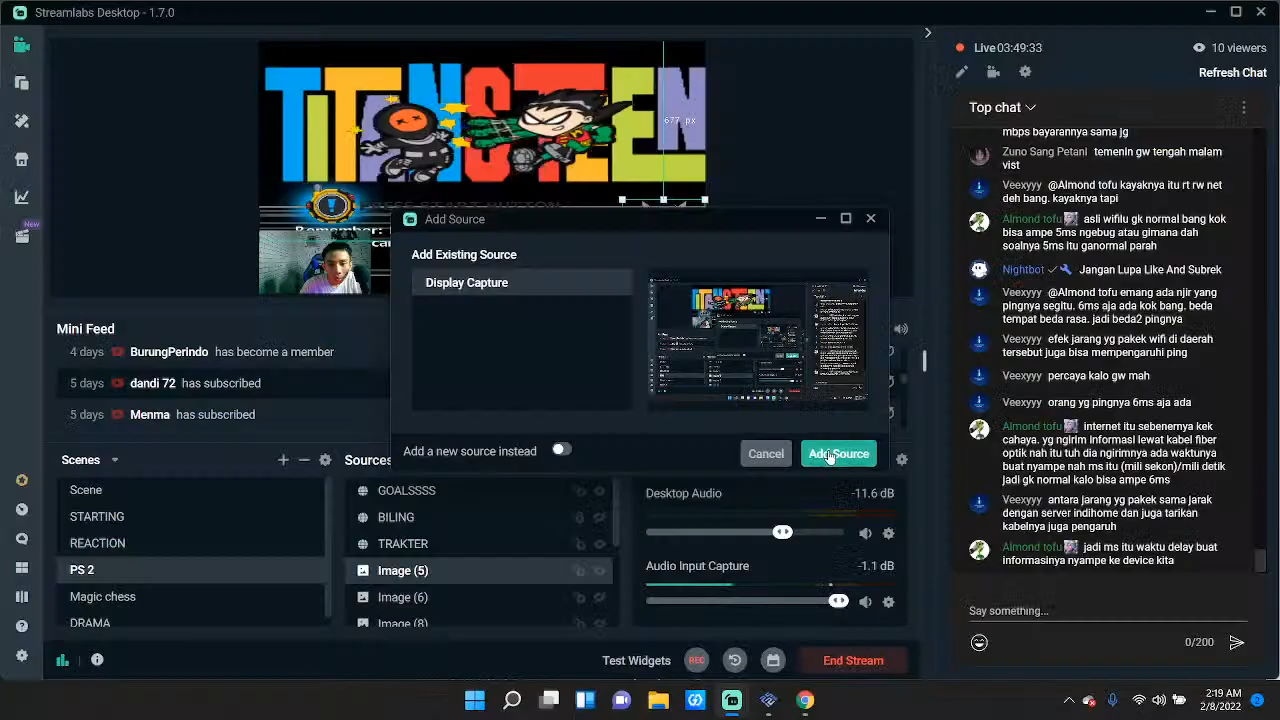 Streamlabs Desktop - 1.7.0
Live 03:49:33
10 viewers
Refresh Chat
TITANS TEEN
677 px
Remember:
ca
New
Top chat
mbps bayarannya sama jg
Zuno Sang Petani temenin gw tengah malam
vist
Veexyyy @Almond tofu kayaknya itu rt rw net
deh bang. kayaknya tapi
Almond tofu asli wifilu gk normal bang kok
bisa ampe 5ms ngebug atau gimana dah
soalnya 5ms itu ganormal parah
Nightbot Jangan Lupa Like And Subrek
Veexyyy @Almond tofu emang ada njir yang
pingnya segitu. 6ms aja ada kok bang. beda
tempat beda rasa. jadi beda2 pingnya
Veexyyy efek jarang yg pakek wifi di daerah
tersebut juga bisa mempengaruhi ping
Veexyyy percaya kalo gw mah
Veexyyy orang yg pingnya 6ms aja ada
Almond tofu internet itu sebenernya kek
cahaya. yg ngirim informasi lewat kabel fiber
optik nah itu tuh dia ngirimnya ada waktunya
buat nyampe nah ms itu (mili sekon)/mili detik
jadi gk normal kalo bisa ampe 6ms
Veexyyy antara jarang yg pakek sama jarak
dengan server indihome dan juga tarikan
kabelnya juga pengaruh
Almond tofu jadi ms itu waktu delay buat
informasinya nyampe ke device kita
Say something...
0/200
Add Source
Add Existing Source
Display Capture
Add a new source instead
Cancel
Add Source
Mini Feed
4 days BurungPerindo has become a member
5 days dandi 72 has subscribed
5 days Menma has subscribed
Scenes
Scene
STARTING
REACTION
PS 2
Magic chess
DRAMA
Sources
GOALSSSS
BILING
TRAKTER
Image (5)
Image (6)
Image (8)
Desktop Audio -11.6 dB
Audio Input Capture -1.1 dB
Test Widgets
REC
End Stream
2:19 AM
2/8/2022
2